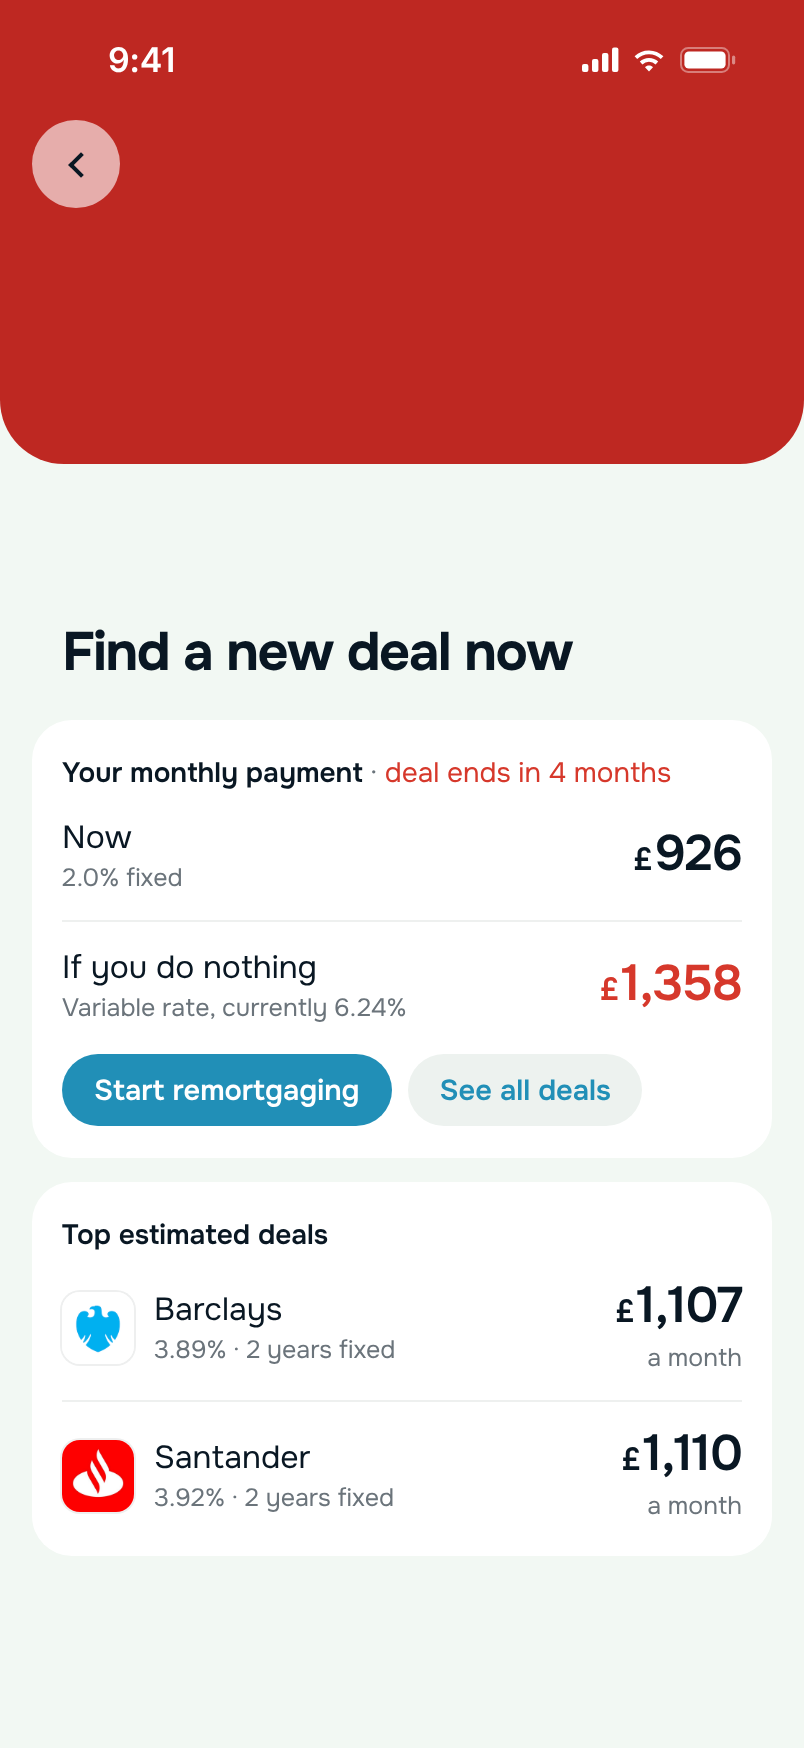 9:41
Find a new deal now
Your monthly payment · deal ends in 4 months
Now
£926
2.0% fixed
If you do nothing
£1,358
Variable rate, currently 6.24%
Start remortgaging
See all deals
Top estimated deals
Barclays
£1,107
3.89% · 2 years fixed
a month
Santander
£1,110
3.92% · 2 years fixed
a month